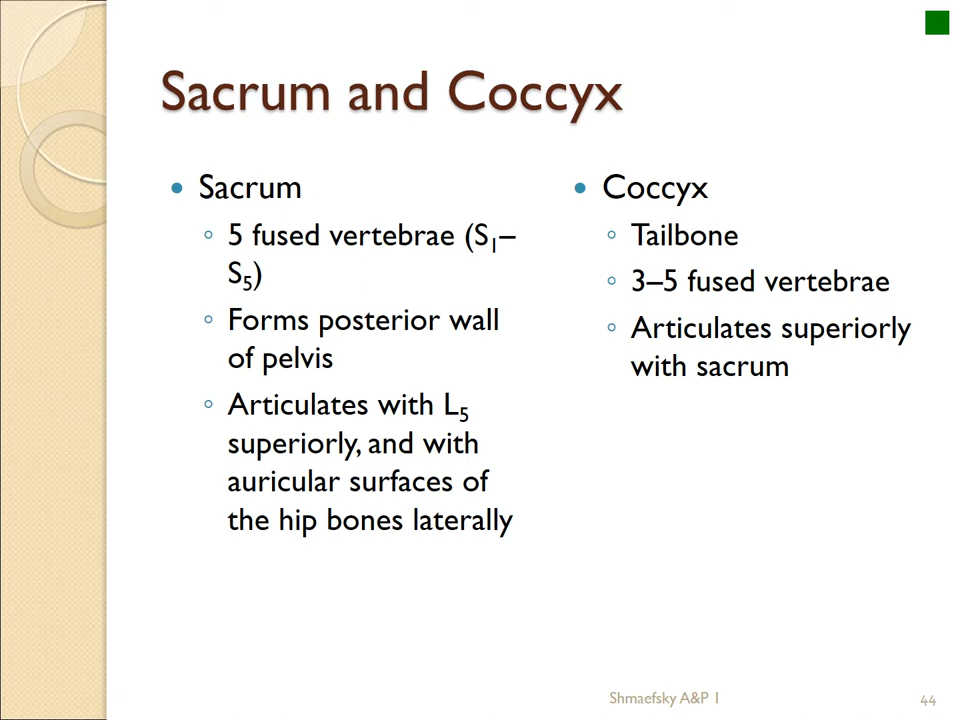 Sacrum and Coccyx
• Sacrum
◦ 5 fused vertebrae (S₁–
S₅)
◦ Forms posterior wall
of pelvis
◦ Articulates with L₅
superiorly, and with
auricular surfaces of
the hip bones laterally
• Coccyx
◦ Tailbone
◦ 3–5 fused vertebrae
◦ Articulates superiorly
with sacrum
Shmaefsky A&P 1
44